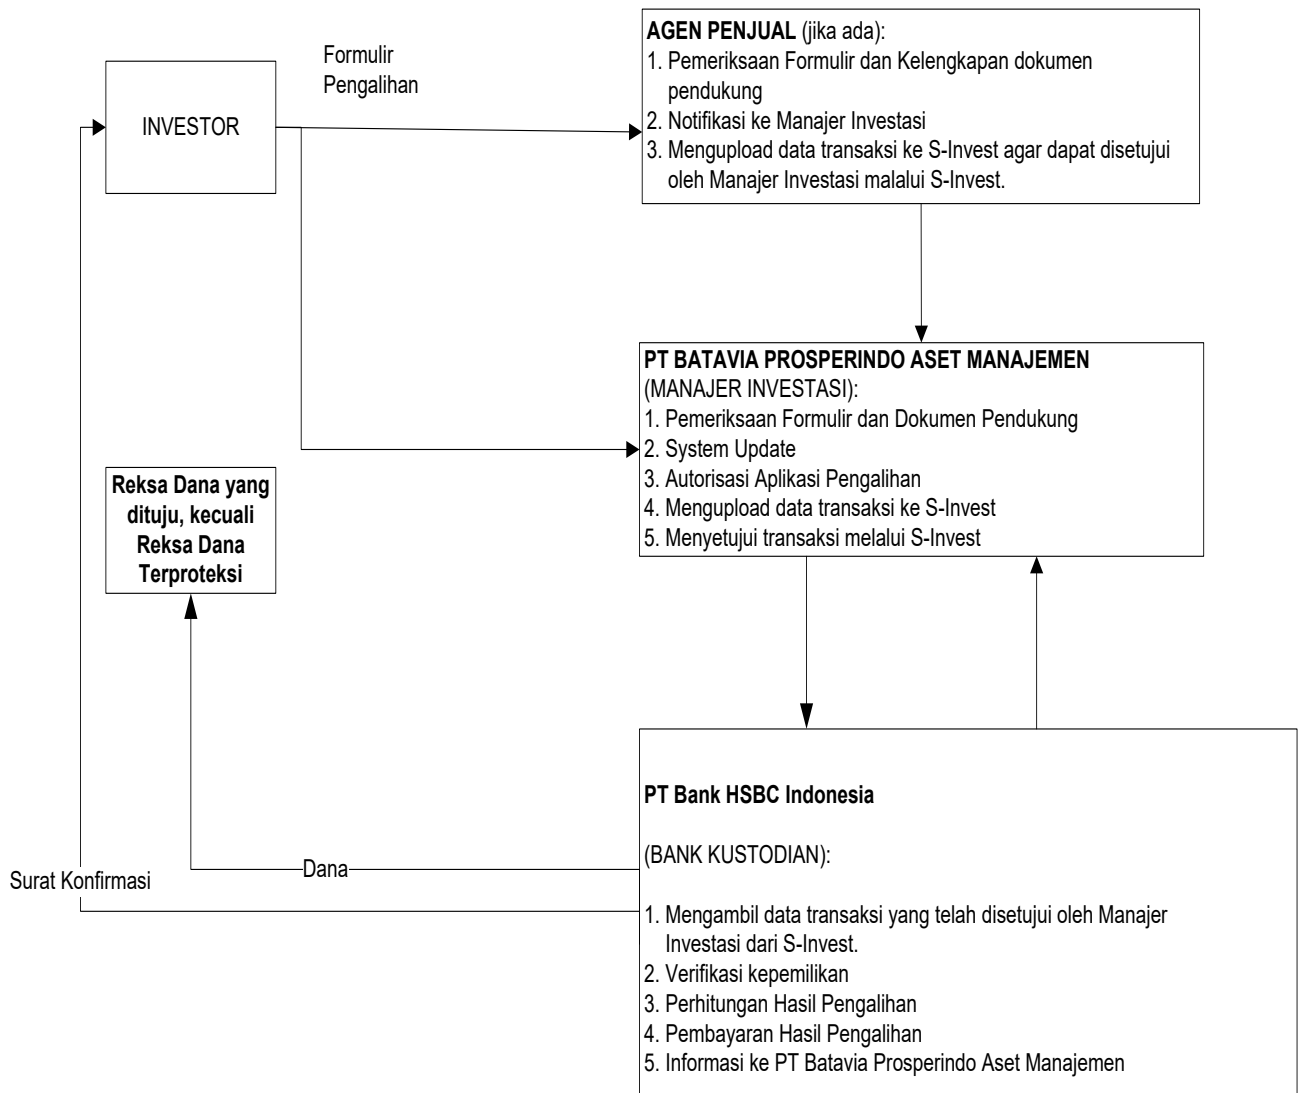 Formulir
Pengalihan
INVESTOR
AGEN PENJUAL (jika ada):
1. Pemeriksaan Formulir dan Kelengkapan dokumen
pendukung
2. Notifikasi ke Manajer Investasi
3. Mengupload data transaksi ke S-Invest agar dapat disetujui
oleh Manajer Investasi malalui S-Invest.
PT BATAVIA PROSPERINDO ASET MANAJEMEN
(MANAJER INVESTASI):
1. Pemeriksaan Formulir dan Dokumen Pendukung
2. System Update
3. Autorisasi Aplikasi Pengalihan
4. Mengupload data transaksi ke S-Invest
5. Menyetujui transaksi melalui S-Invest
Reksa Dana yang
dituju, kecuali
Reksa Dana
Terproteksi
Dana
Surat Konfirmasi
PT Bank HSBC Indonesia
(BANK KUSTODIAN):
1. Mengambil data transaksi yang telah disetujui oleh Manajer
Investasi dari S-Invest.
2. Verifikasi kepemilikan
3. Perhitungan Hasil Pengalihan
4. Pembayaran Hasil Pengalihan
5. Informasi ke PT Batavia Prosperindo Aset Manajemen